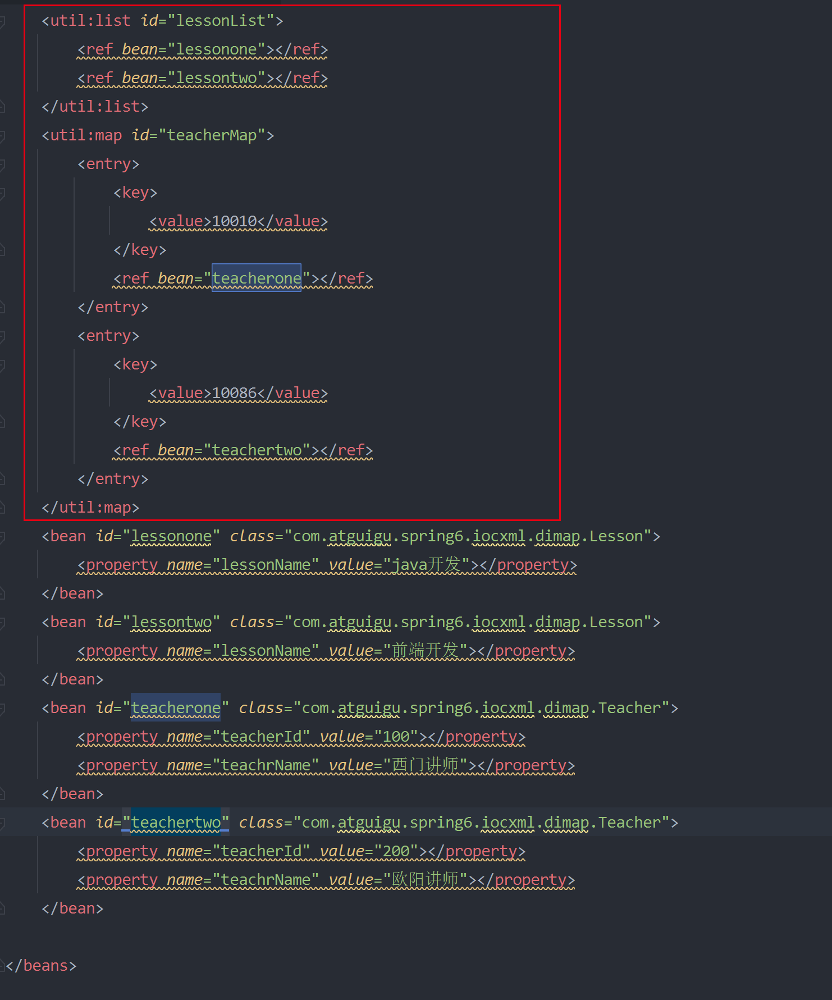 <util:list id="lessonList">
<ref bean="lessonone"></ref>
<ref bean="lessontwo"></ref>
</util:list>
<util:map id="teacherMap">
<entry>
<key>
<value>10010</value>
</key>
<ref bean="teacherone"></ref>
</entry>
<entry>
<key>
<value>10086</value>
</key>
<ref bean="teachertwo"></ref>
</entry>
</util:map>
<bean id="lessonone" class="com.atguigu.spring6.iocxml.dimap.Lesson">
<property name="lessonName" value="java开发"></property>
</bean>
<bean id="lessontwo" class="com.atguigu.spring6.iocxml.dimap.Lesson">
<property name="lessonName" value="前端开发"></property>
</bean>
<bean id="teacherone" class="com.atguigu.spring6.iocxml.dimap.Teacher">
<property name="teacherId" value="100"></property>
<property name="teachrName" value="西门讲师"></property>
</bean>
<bean id="teachertwo" class="com.atguigu.spring6.iocxml.dimap.Teacher">
<property name="teacherId" value="200"></property>
<property name="teachrName" value="欧阳讲师"></property>
</bean>
</beans>